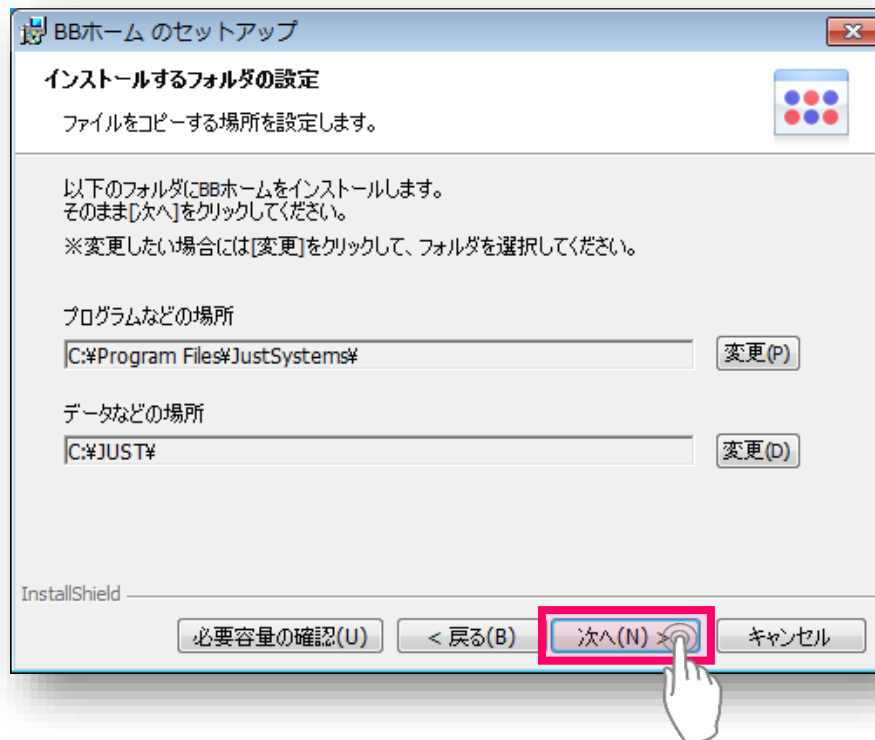 BBホーム のセットアップ
インストールするフォルダの設定
ファイルをコピーする場所を設定します。
以下のフォルダにBBホームをインストールします。
そのまま[次へ]をクリックしてください。
※変更したい場合には[変更]をクリックして、フォルダを選択してください。
プログラムなどの場所
C:¥Program Files¥JustSystems¥
変更(P)
データなどの場所
C:¥JUST¥
変更(D)
InstallShield
必要容量の確認(U)
< 戻る(B)
次へ(N) >
キャンセル